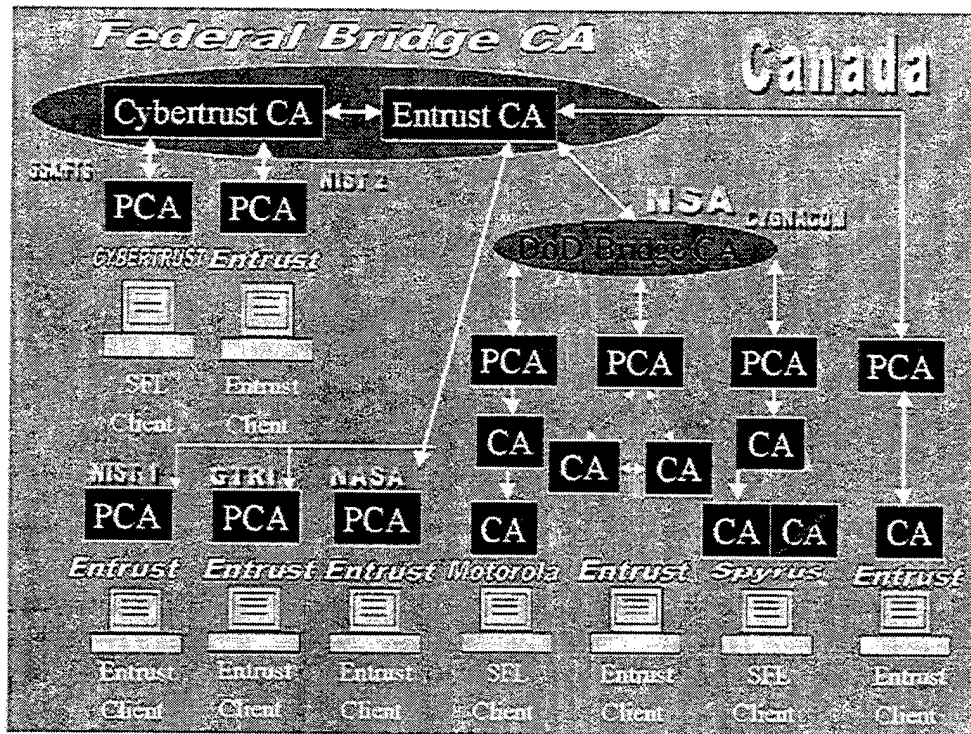 Federal Bridge CA
Canada
Cybertrust CA
Entrust CA
PCA
PCA
NIST 2
NSA
CYGNACOM
DoD Bridge CA
CYBERTRUST
Entrust
SFL
Client
Entrust
Client
PCA
PCA
PCA
PCA
CA
CA
CA
CA
NIST 1
GTRI
NASA
PCA
PCA
PCA
CA
CA
CA
CA
Entrust
Entrust
Entrust
Motorola
Entrust
Spyrus
Entrust
Entrust
Entrust
Entrust
SFL
Entrust
SFL
Entrust
Client
Client
Client
Client
Client
Client
Client